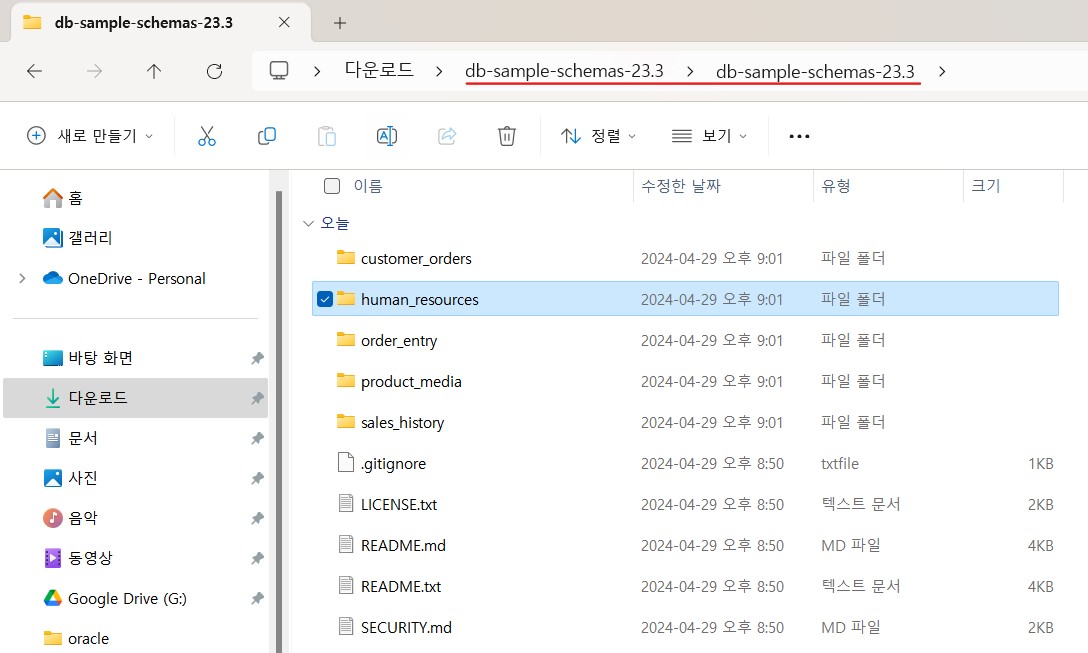 db-sample-schemas-23.3
다운로드 db-sample-schemas-23.3 db-sample-schemas-23.3
새로 만들기 정렬 보기
홈
갤러리
OneDrive - Personal
바탕 화면
다운로드
문서
사진
음악
동영상
Google Drive (G:)
oracle
이름 수정한 날짜 유형 크기
오늘
customer_orders 2024-04-29 오후 9:01 파일 폴더
human_resources 2024-04-29 오후 9:01 파일 폴더
order_entry 2024-04-29 오후 9:01 파일 폴더
product_media 2024-04-29 오후 9:01 파일 폴더
sales_history 2024-04-29 오후 9:01 파일 폴더
.gitignore 2024-04-29 오후 8:50 txtfile 1KB
LICENSE.txt 2024-04-29 오후 8:50 텍스트 문서 2KB
README.md 2024-04-29 오후 8:50 MD 파일 4KB
README.txt 2024-04-29 오후 8:50 텍스트 문서 4KB
SECURITY.md 2024-04-29 오후 8:50 MD 파일 2KB